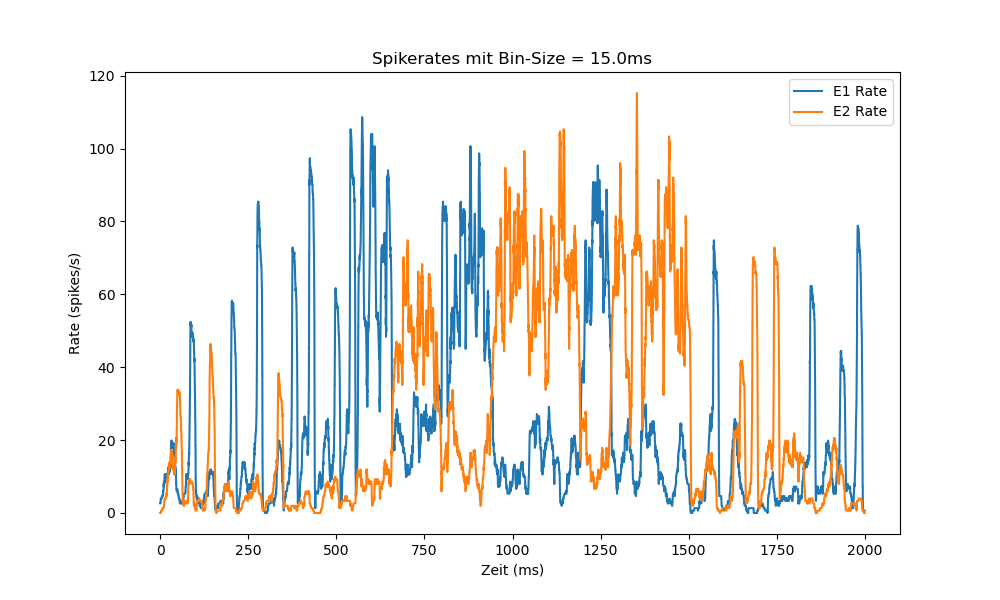 Spikerates mit Bin-Size = 15.0ms
E1 Rate
E2 Rate
Rate (spikes/s)
120
100
80
60
40
20
0
0 250 500 750 1000 1250 1500 1750 2000
Zeit (ms)